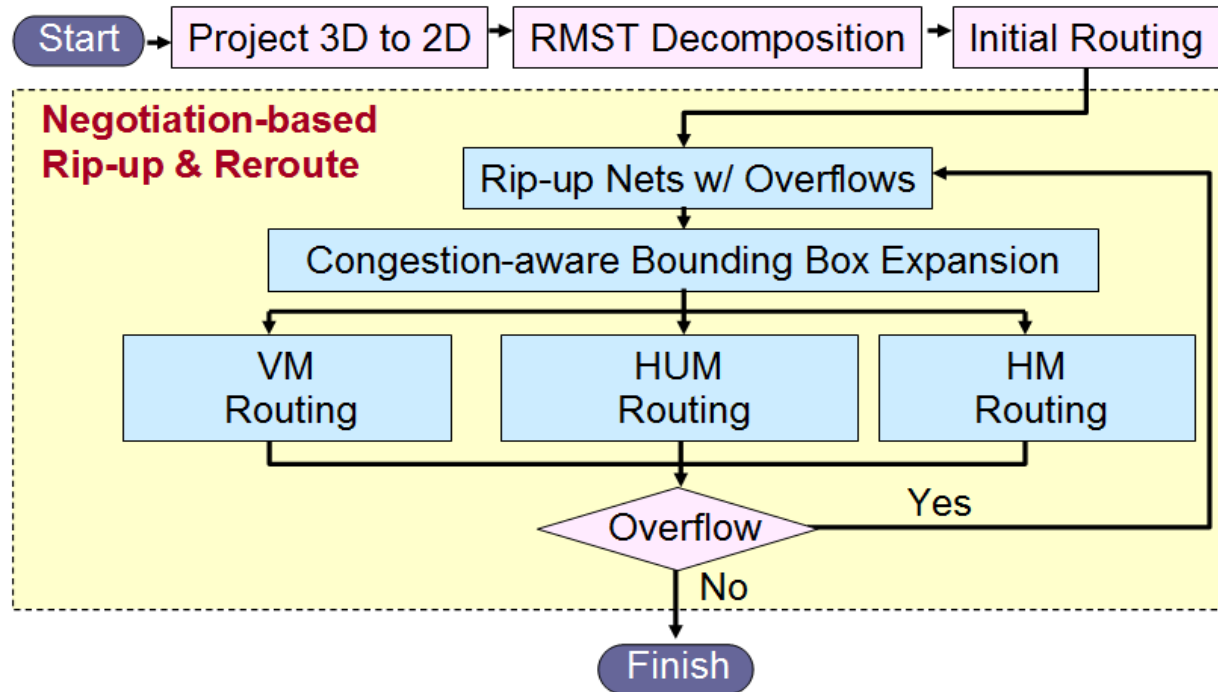 Start
Project 3D to 2D
RMST Decomposition
Initial Routing
Negotiation-based
Rip-up & Reroute
Rip-up Nets w/ Overflows
Congestion-aware Bounding Box Expansion
VM
Routing
HUM
Routing
HM
Routing
Overflow
Yes
No
Finish